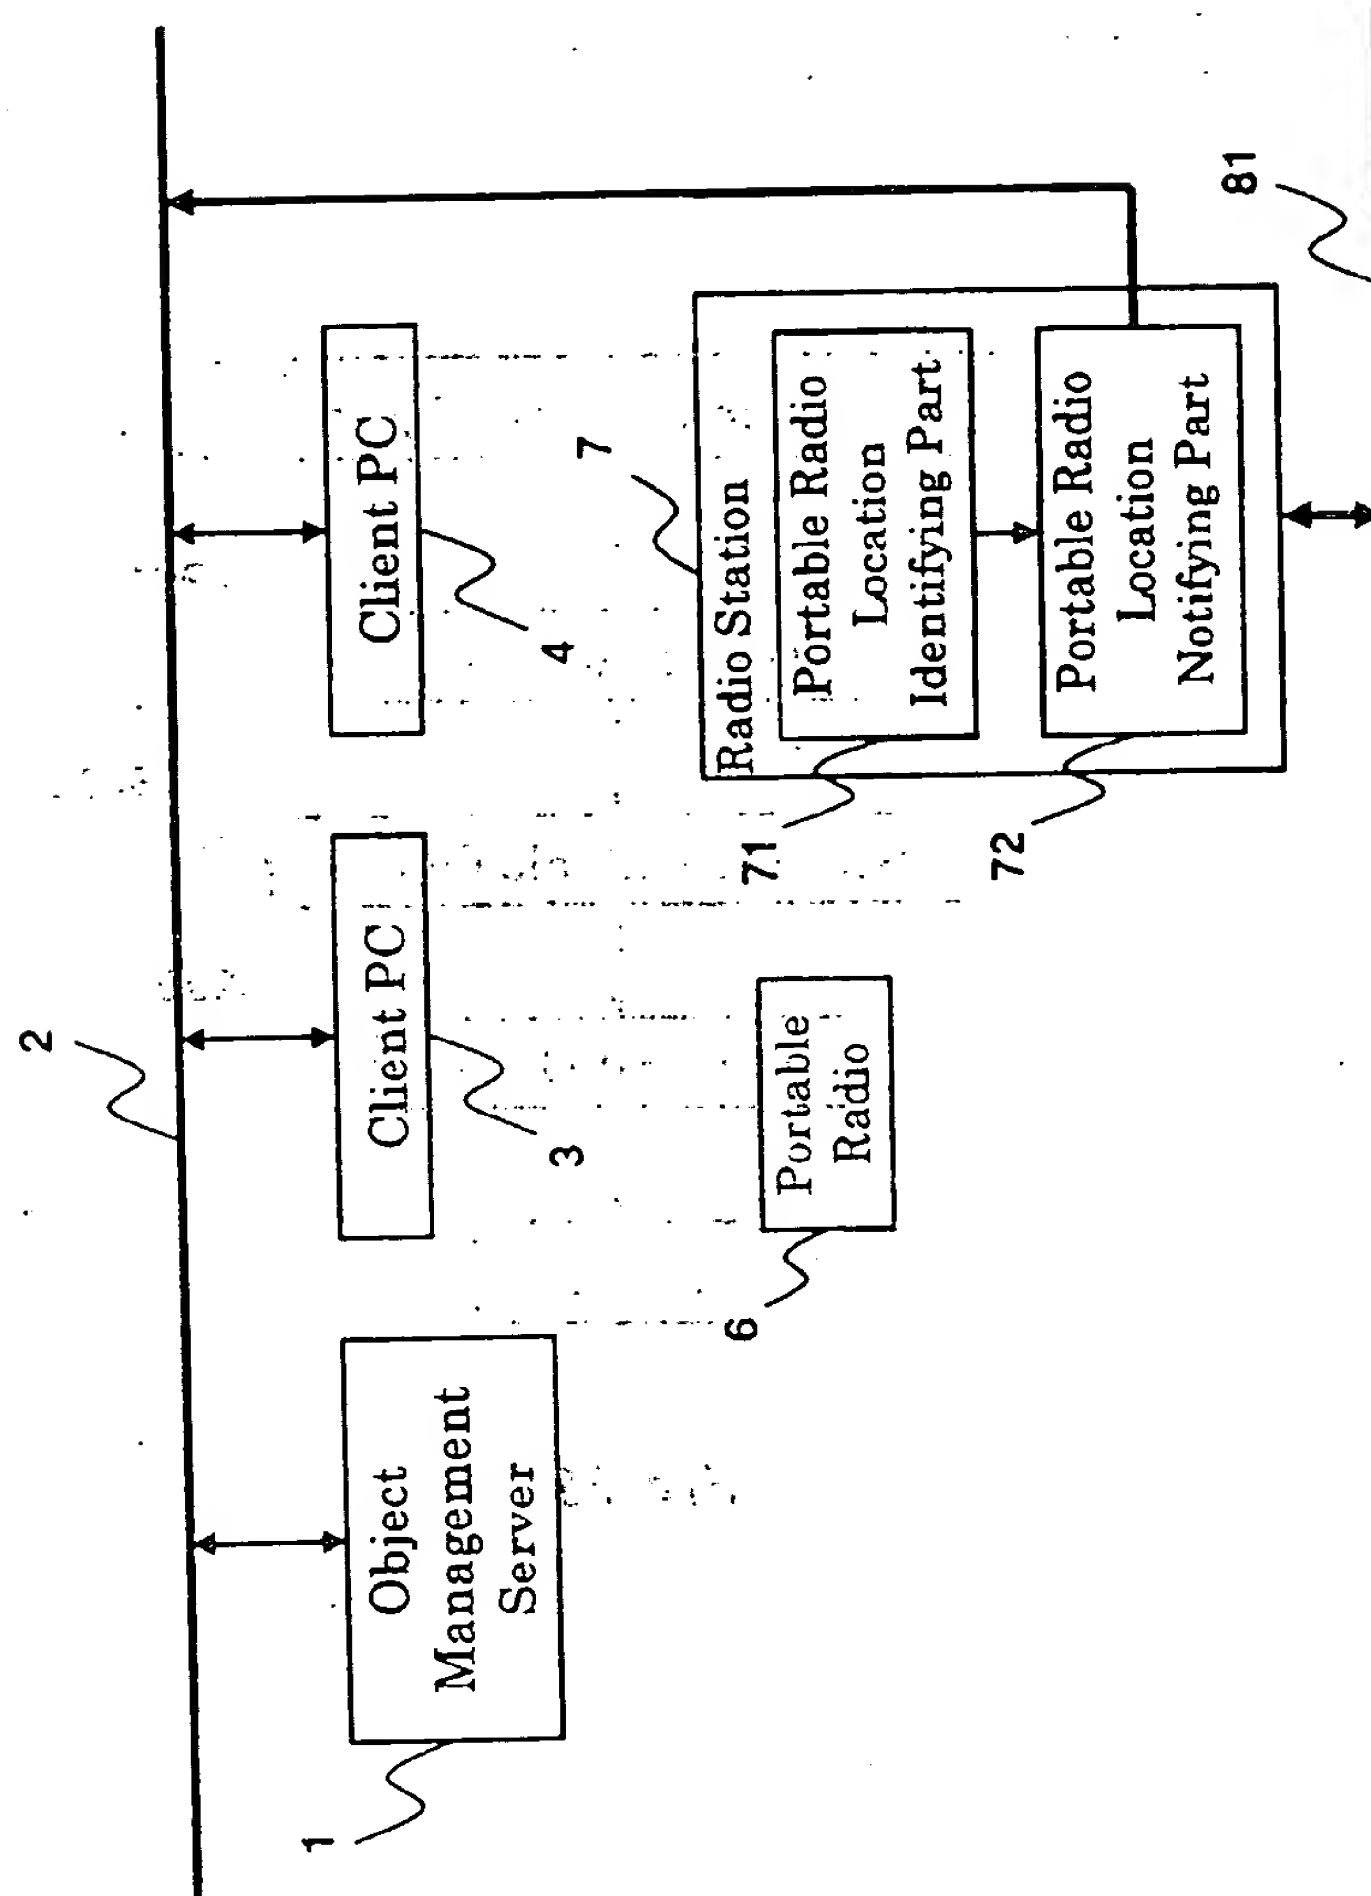 2
Object
Management
Server
1
Client PC
3
Client PC
4
Portable
Radio
6
7
Radio Station
Portable Radio
Location
Identifying Part
71
Portable Radio
Location
Notifying Part
72
81